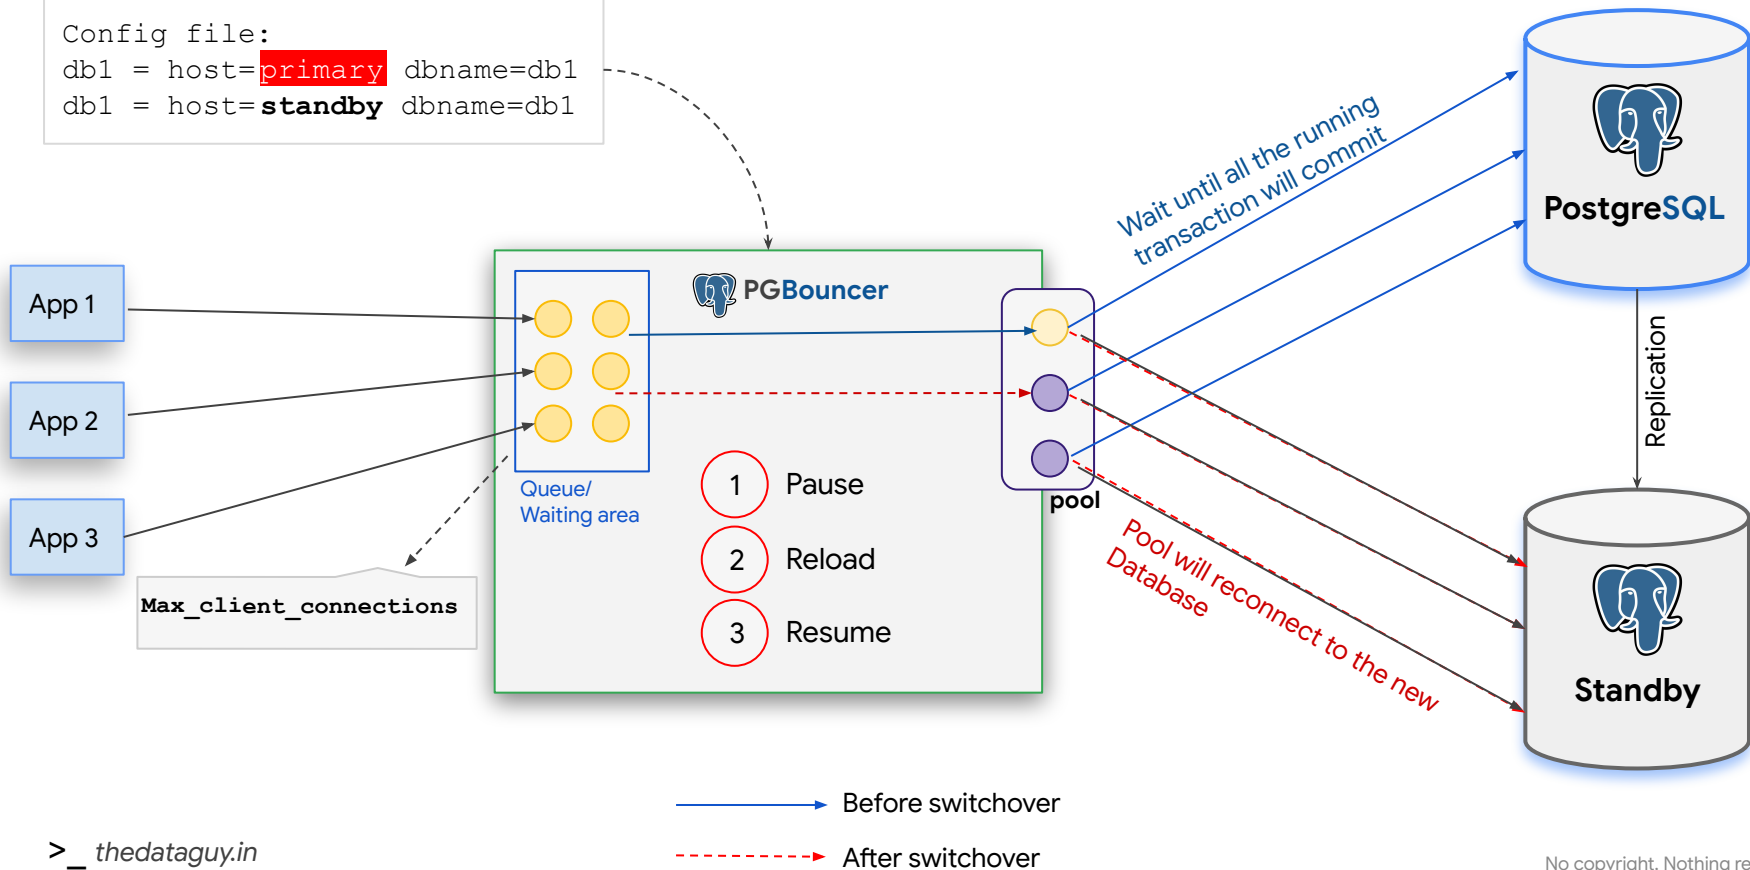 Config file:
db1 = host=primary dbname=db1
db1 = host=standby dbname=db1
Wait until all the running
transaction will commit
PostgreSQL
PGBouncer
App 1
App 2
App 3
Queue/
Waiting area
pool
1 Pause
2 Reload
3 Resume
Max_client_connections
Replication
Pool will reconnect to the new
Database
Standby
Before switchover
After switchover
>_ thedataguy.in
No copyright. Nothing re